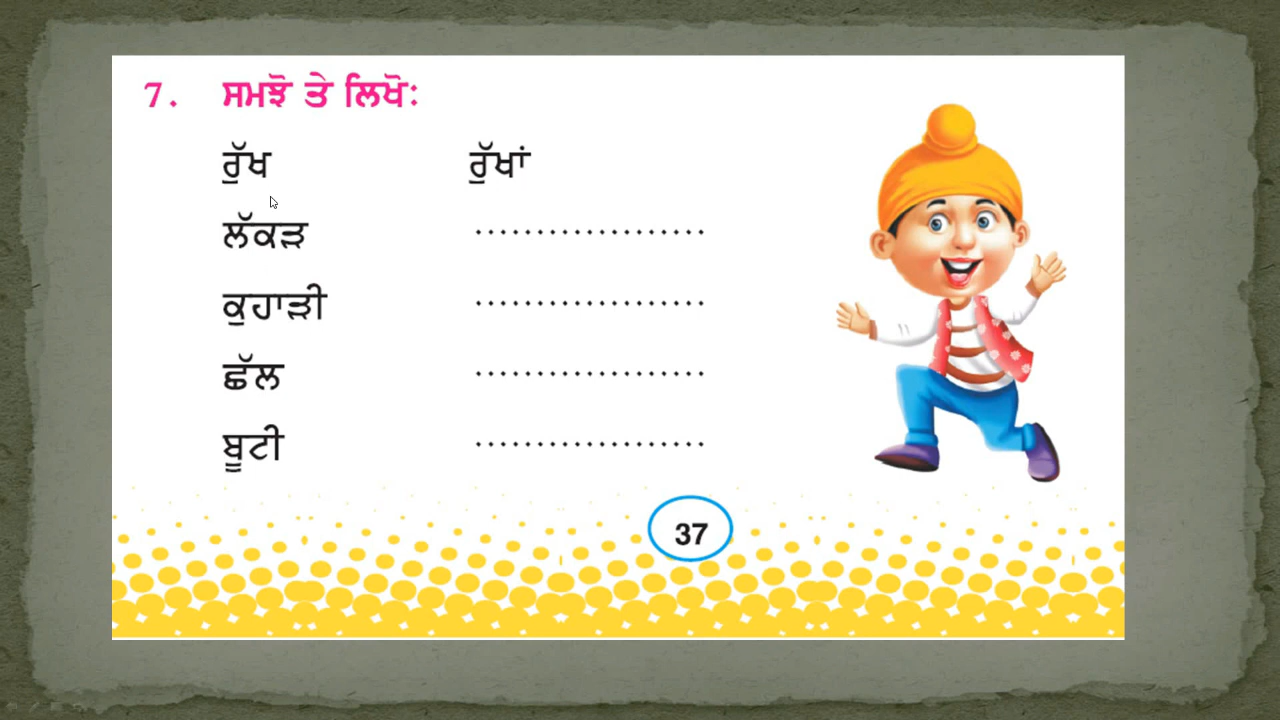 7. ਸਮਝੋ ਤੇ ਲਿਖੋ:
ਰੁੱਖ ਰੁੱਖਾਂ
ਲੱਕੜ ...................
ਕੁਹਾੜੀ ...................
ਛੱਲ ...................
ਬੂਟੀ ...................
37